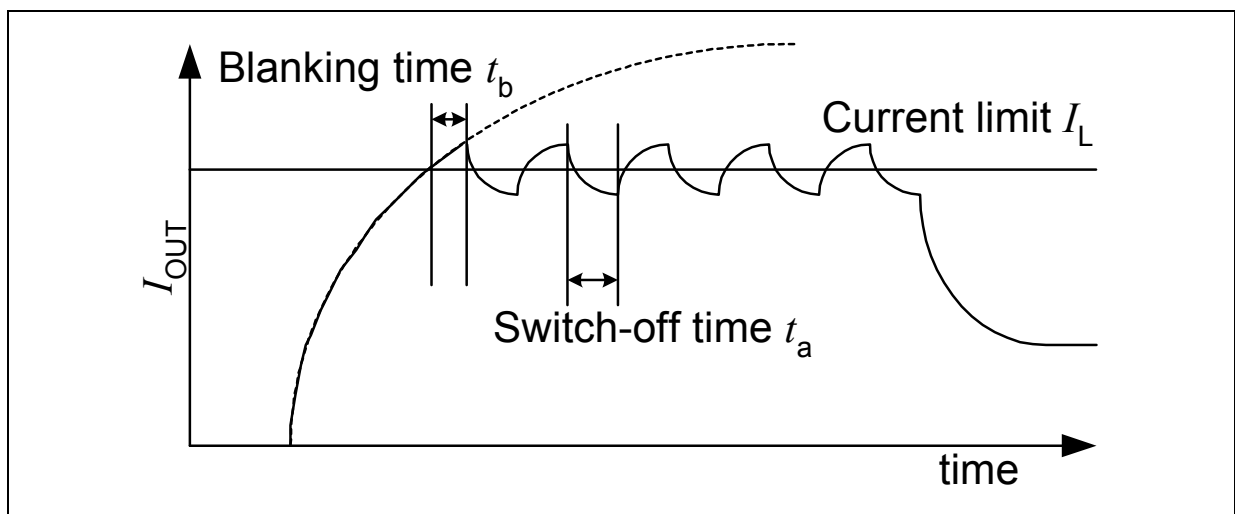 Blanking time tb
Current limit IL
IOUT
Switch-off time ta
time